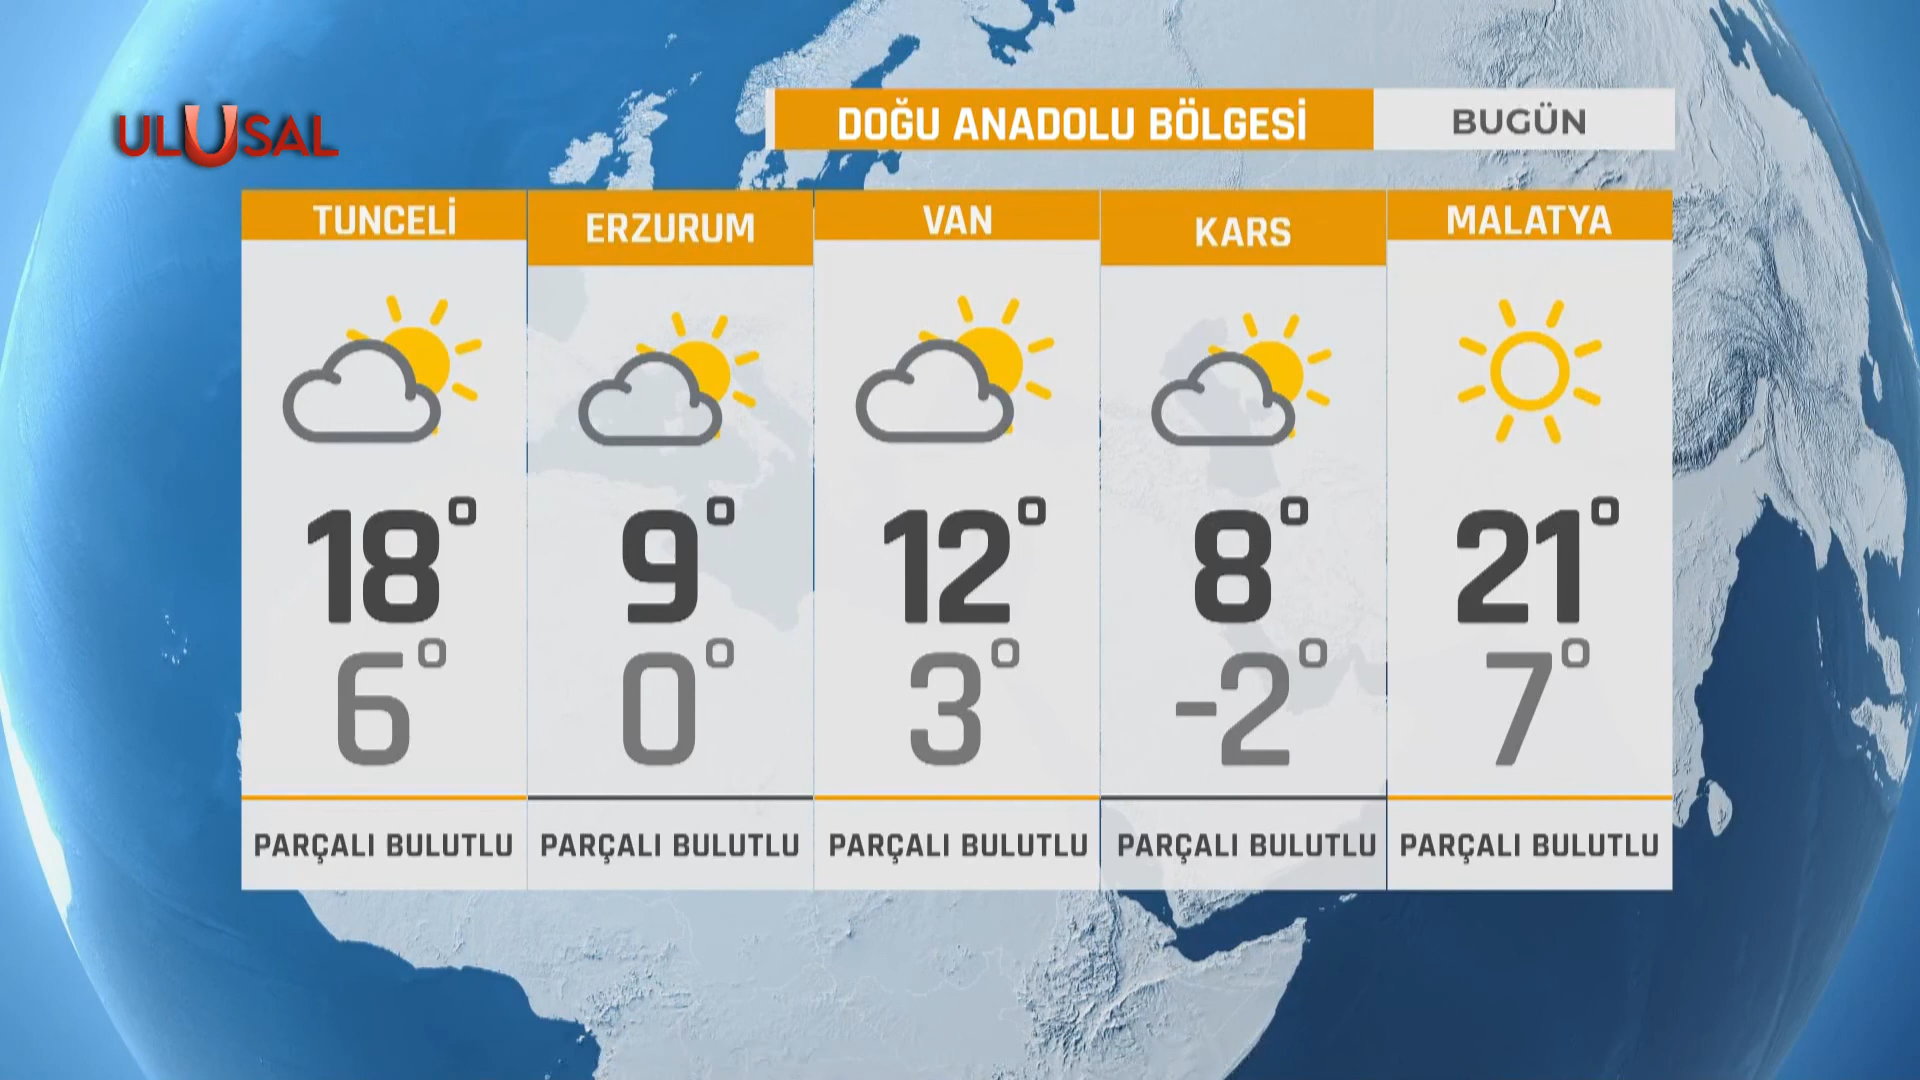 ULUSAL
DOĞU ANADOLU BÖLGESİ
BUGÜN
TUNCELİ
18°
6°
PARÇALI BULUTLU
ERZURUM
9°
0°
PARÇALI BULUTLU
VAN
12°
3°
PARÇALI BULUTLU
KARS
8°
-2°
PARÇALI BULUTLU
MALATYA
21°
7°
PARÇALI BULUTLU